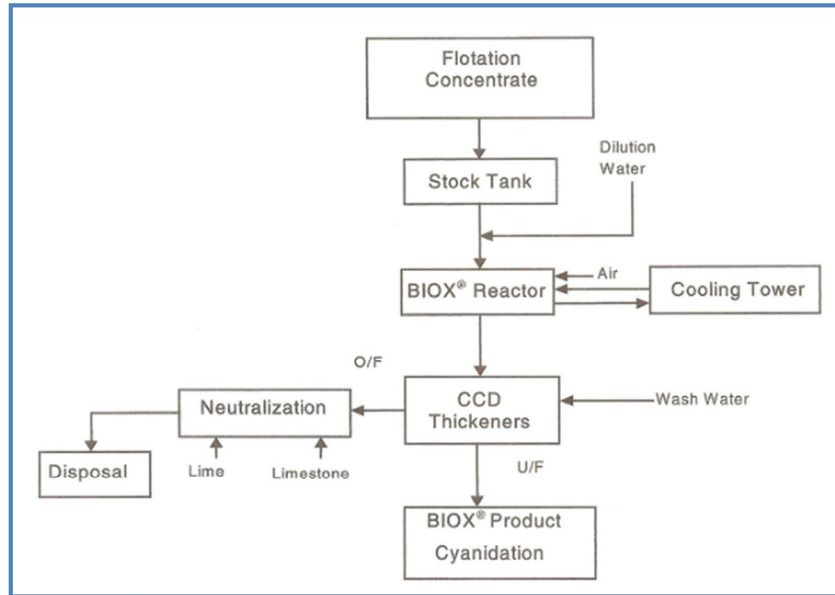 Flotation
Concentrate
Dilution
Water
Stock Tank
Air
BIOX® Reactor
Cooling Tower
O/F
Neutralization
CCD
Thickeners
Wash Water
Disposal
Lime
Limestone
U/F
BIOX® Product
Cyanidation